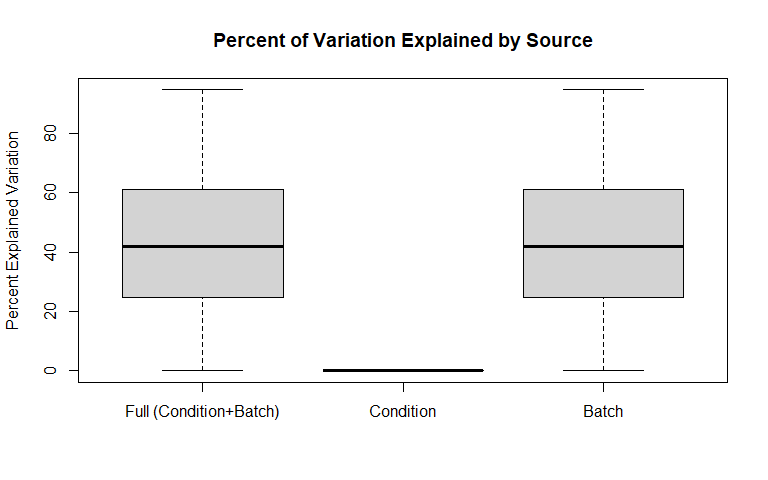 Percent of Variation Explained by Source
Percent Explained Variation
80
60
40
20
0
Full (Condition+Batch)
Condition
Batch